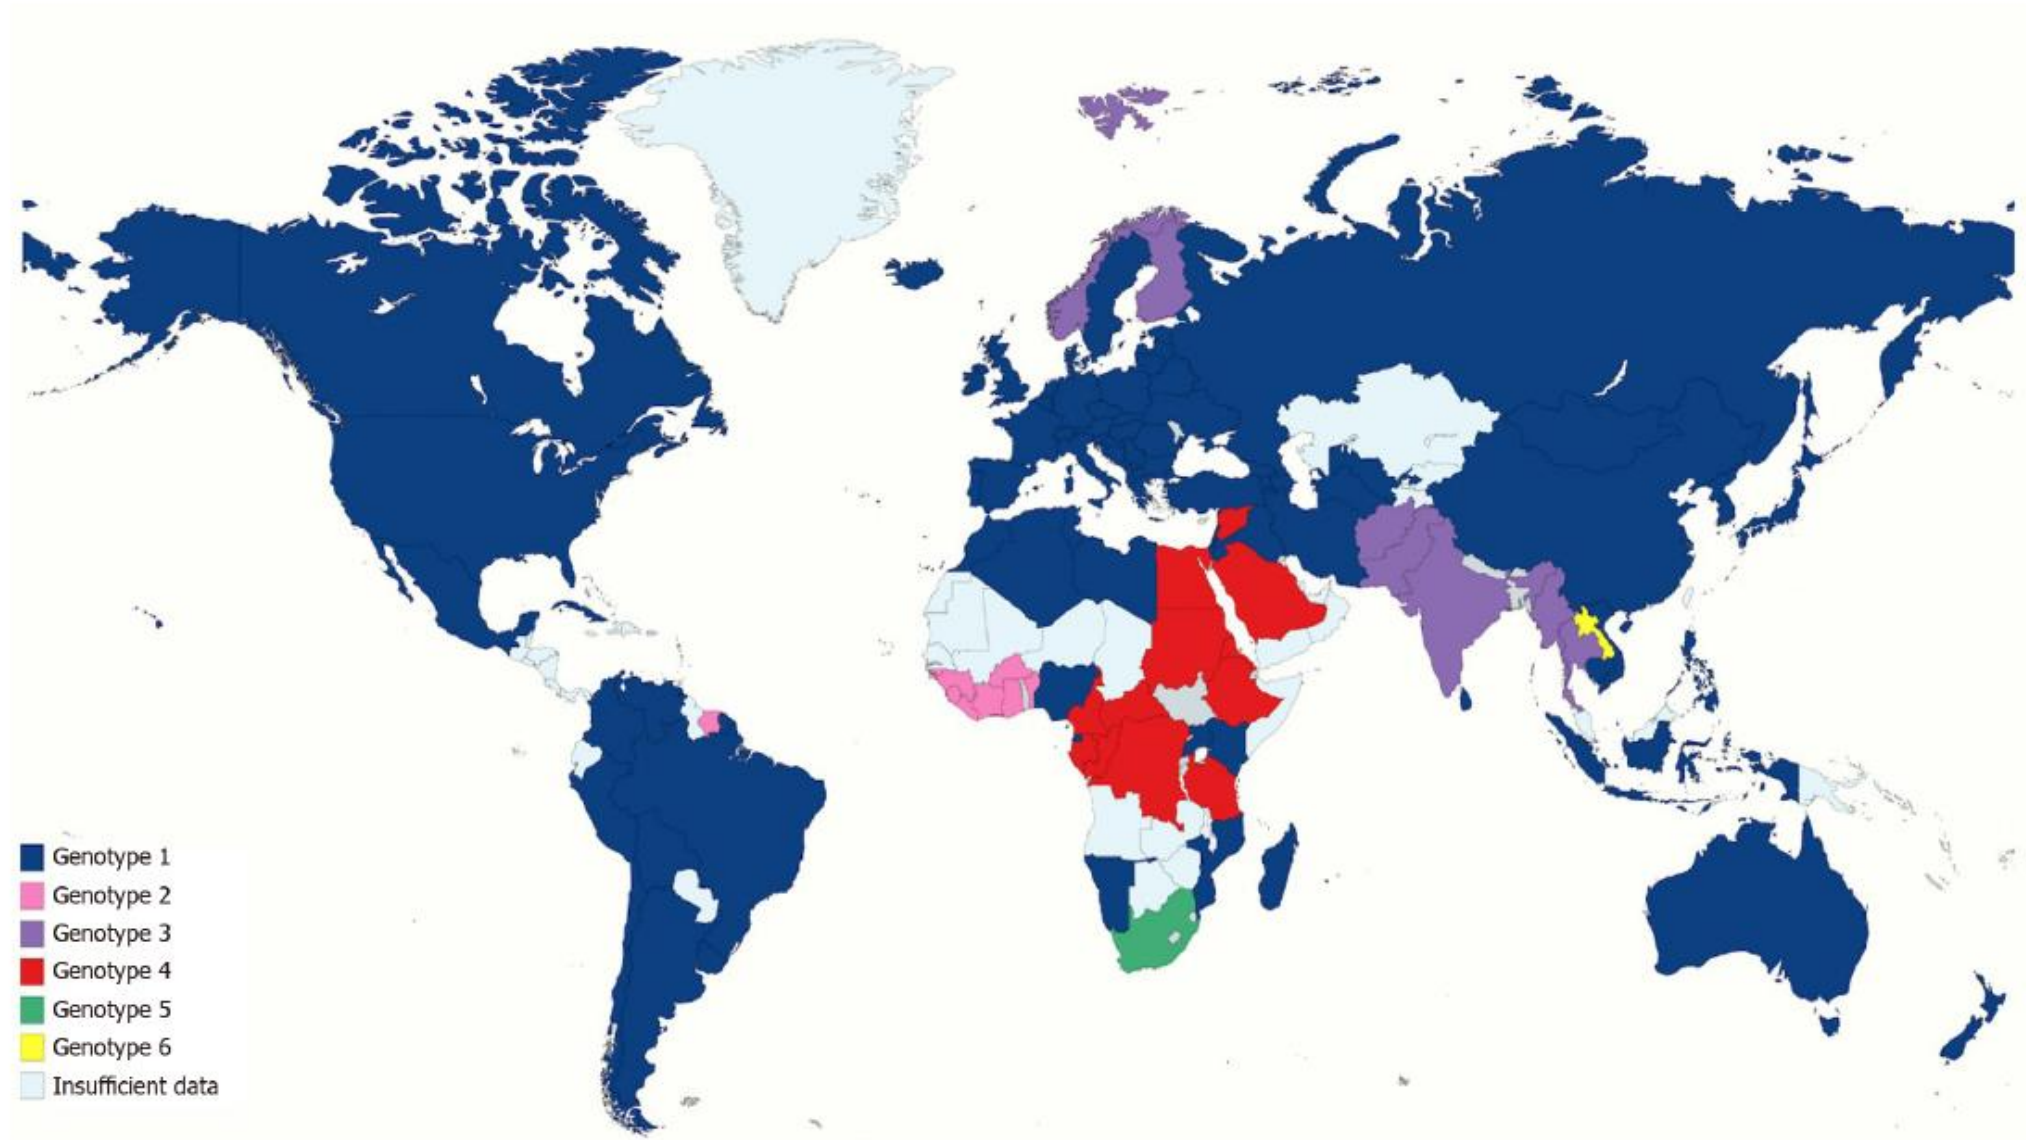 Genotype 1
Genotype 2
Genotype 3
Genotype 4
Genotype 5
Genotype 6
Insufficient data